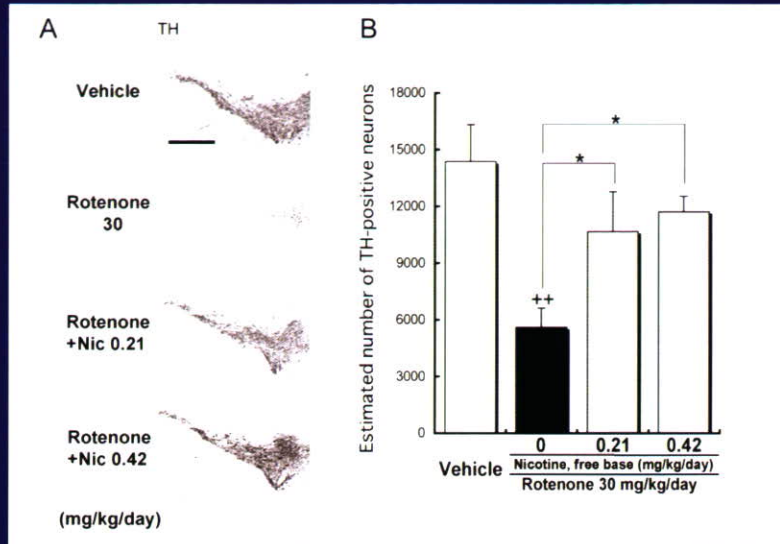 A
TH
Vehicle
Rotenone
30
Rotenone
+Nic 0.21
Rotenone
+Nic 0.42
(mg/kg/day)
B
Estimated number of TH-positive neurons
18000
15000
12000
9000
6000
3000
0
*
*
++
0 0.21 0.42
Vehicle
Nicotine, free base (mg/kg/day)
Rotenone 30 mg/kg/day